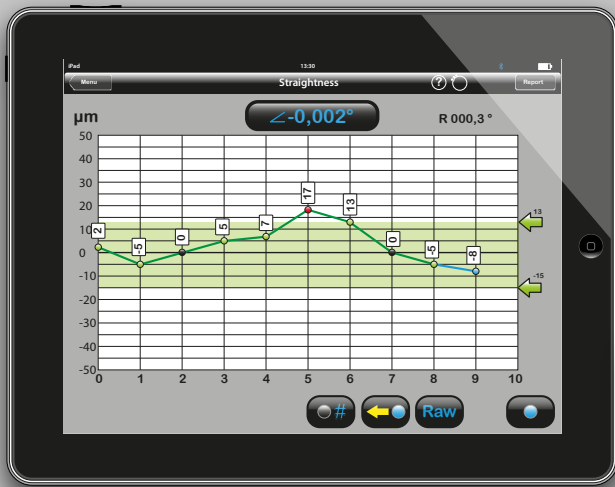 iPad 13:30
Menu Straightness ? Report
µm ∠-0,002° R 000,3 °
50
40
30
20
10
0
-10
-20
-30
-40
-50
2 -5 0 5 7 17 13 0 -5 -8
13
-15
0 1 2 3 4 5 6 7 8 9 10
# Raw